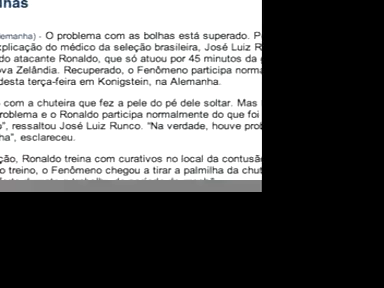 lemanha) - O problema com as bolhas está superado.
xplicação do médico da seleção brasileira, José Luiz R
do atacante Ronaldo, que só atuou por 45 minutos da
va Zelândia. Recuperado, o Fenômeno participa norma
desta terça-feira em Konigstein, na Alemanha.
com a chuteira que fez a pele do pé dele soltar. Mas
roblema e o Ronaldo participa normalmente do que foi
", ressaltou José Luiz Runco. "Na verdade, houve prob
ha", esclareceu.
ção, Ronaldo treina com curativos no local da contusã
o treino, o Fenômeno chegou a tirar a palmilha da chut